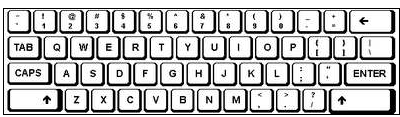 ~ ` ! 1 @ 2 # 3 $ 4 % 5 ^ 6 & 7 * 8 ( 9 ) 0 _ - + = ←
TAB Q W E R T Y U I O P { [ } ] | \
CAPS A S D F G H J K L : ; " ' ENTER
↑ Z X C V B N M < , > . ? / ↑